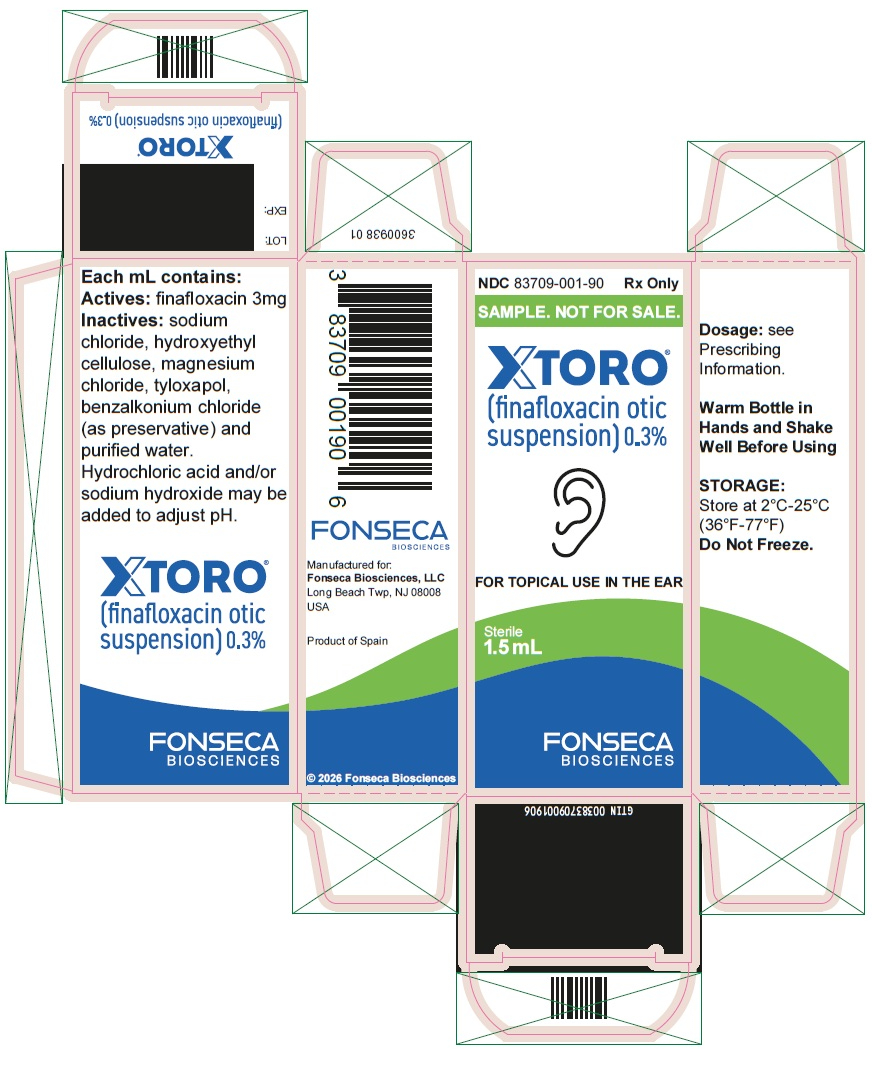 (finafloxacin otic suspension) 0.3%
XTORO®
EXP:
LOT:
Each mL contains:
Actives: finafloxacin 3mg
Inactives: sodium
chloride, hydroxyethyl
cellulose, magnesium
chloride, tyloxapol,
benzalkonium chloride
(as preservative) and
purified water.
Hydrochloric acid and/or
sodium hydroxide may be
added to adjust pH.
XTORO®
(finafloxacin otic
suspension) 0.3%
FONSECA
BIOSCIENCES
3600938 01
3 83709 00190 6
FONSECA
BIOSCIENCES
Manufactured for:
Fonseca Biosciences, LLC
Long Beach Twp, NJ 08008
USA
Product of Spain
© 2026 Fonseca Biosciences
NDC 83709-001-90 Rx Only
SAMPLE. NOT FOR SALE.
XTORO®
(finafloxacin otic
suspension) 0.3%
FOR TOPICAL USE IN THE EAR
Sterile
1.5 mL
FONSECA
BIOSCIENCES
GTIN 00383709001906
Dosage: see
Prescribing
Information.
Warm Bottle in
Hands and Shake
Well Before Using
STORAGE:
Store at 2°C-25°C
(36°F-77°F)
Do Not Freeze.